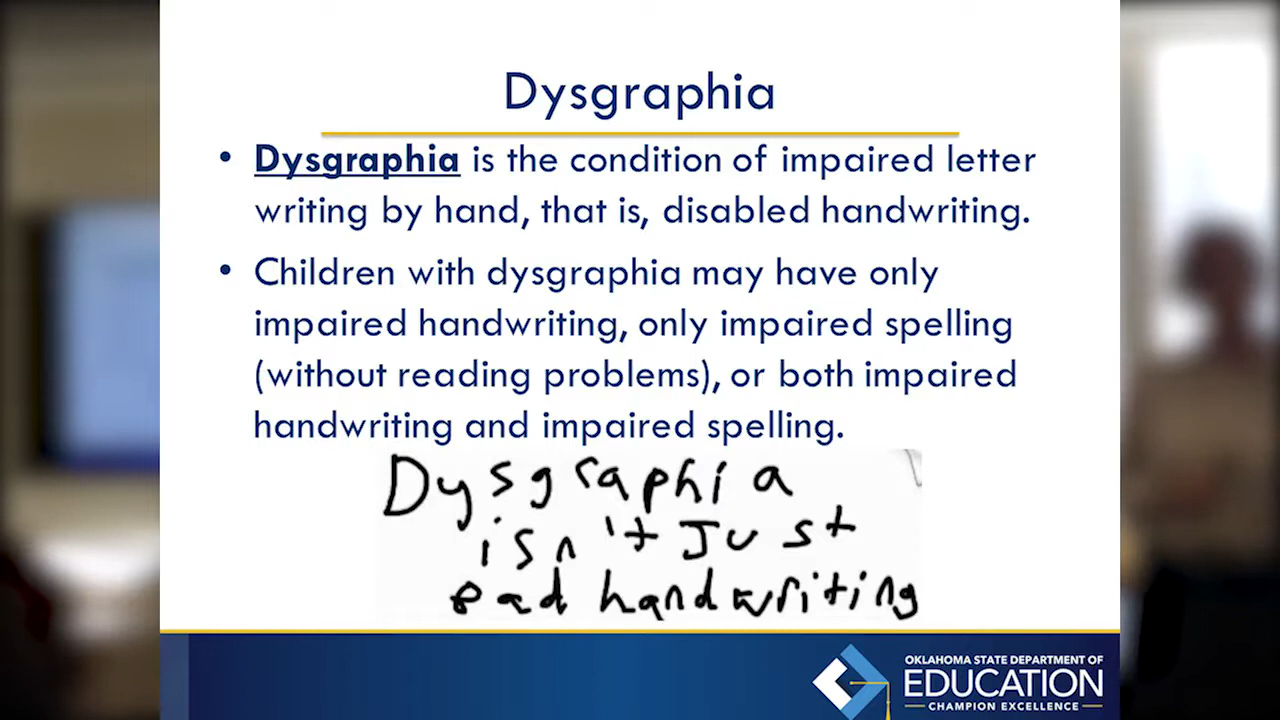 Dysgraphia
• Dysgraphia is the condition of impaired letter
writing by hand, that is, disabled handwriting.
• Children with dysgraphia may have only
impaired handwriting, only impaired spelling
(without reading problems), or both impaired
handwriting and impaired spelling.
Dysgraphia
isn't Just
bad handwriting
OKLAHOMA STATE DEPARTMENT OF
EDUCATION
CHAMPION EXCELLENCE